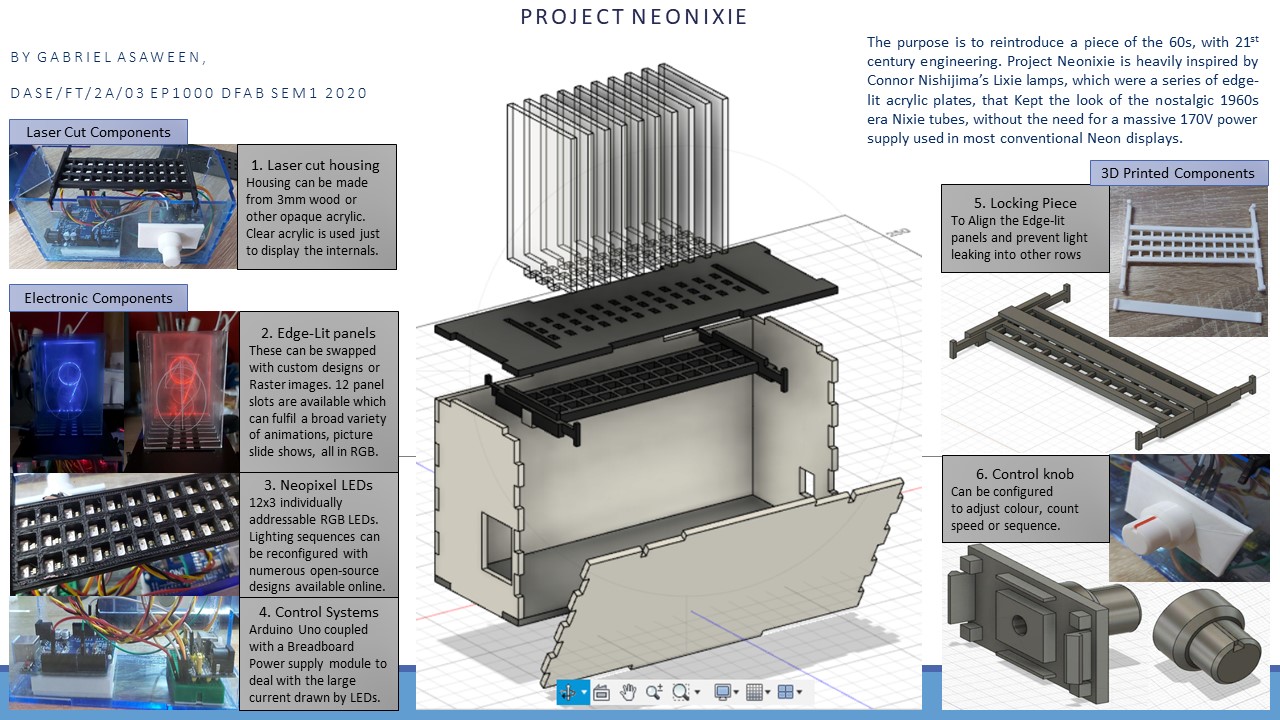 PROJECT NEONIXIE
BY GABRIEL ASAWEEN,
DASE/FT/2A/03 EP1000 DFAB SEM1 2020
The purpose is to reintroduce a piece of the 60s, with 21st
century engineering. Project Neonixie is heavily inspired by
Connor Nishijima's Lixie lamps, which were a series of edge-
lit acrylic plates, that Kept the look of the nostalgic 1960s
era Nixie tubes, without the need for a massive 170V power
supply used in most conventional Neon displays.
Laser Cut Components
1. Laser cut housing
Housing can be made
from 3mm wood or
other opaque acrylic.
Clear acrylic is used just
to display the internals.
Electronic Components
2. Edge-Lit panels
These can be swapped
with custom designs or
Raster images. 12 panel
slots are available which
can fulfil a broad variety
of animations, picture
slide shows, all in RGB.
3. Neopixel LEDs
12x3 individually
addressable RGB LEDs.
Lighting sequences can
be reconfigured with
numerous open-source
designs available online.
4. Control Systems
Arduino Uno coupled
with a Breadboard
Power supply module to
deal with the large
current drawn by LEDs.
250
3D Printed Components
5. Locking Piece
To Align the Edge-lit
panels and prevent light
leaking into other rows
6. Control knob
Can be configured
to adjust colour, count
speed or sequence.